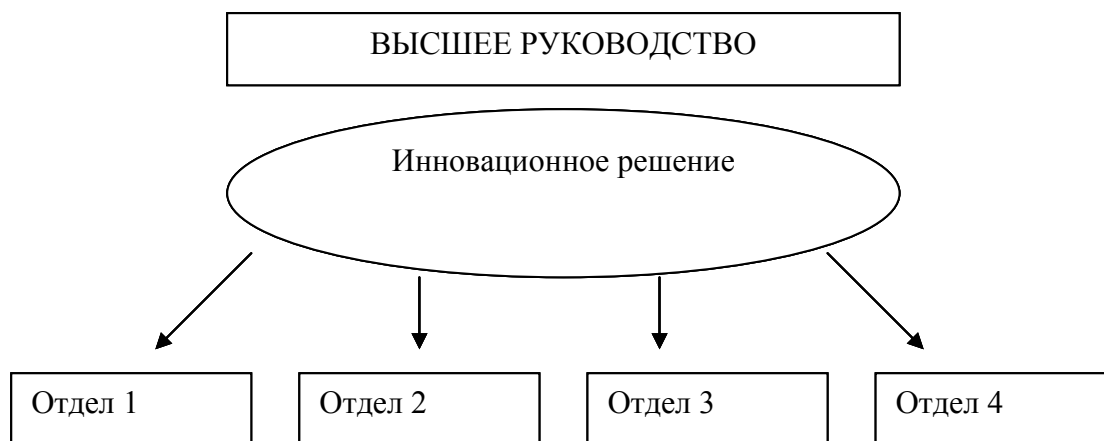 ВЫСШЕЕ РУКОВОДСТВО
Инновационное решение
Отдел 1
Отдел 2
Отдел 3
Отдел 4